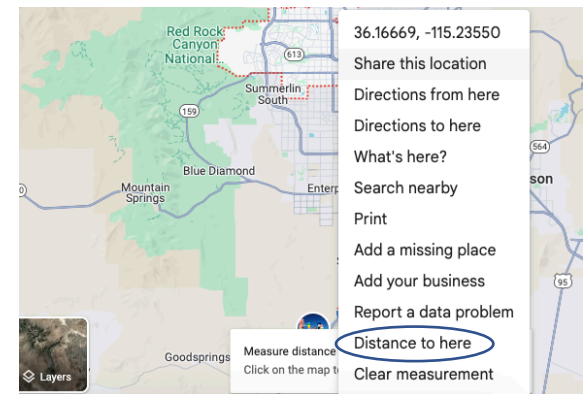 Red Rock
Canyon
National
613
Summerlin
South
159
Blue Diamond
Mountain
Springs
Enterp
Goodsprings
Layers
Measure distance
Click on the map t
36.16669, -115.23550
Share this location
Directions from here
Directions to here
What's here?
Search nearby
Print
Add a missing place
Add your business
Report a data problem
Distance to here
Clear measurement
564
son
95